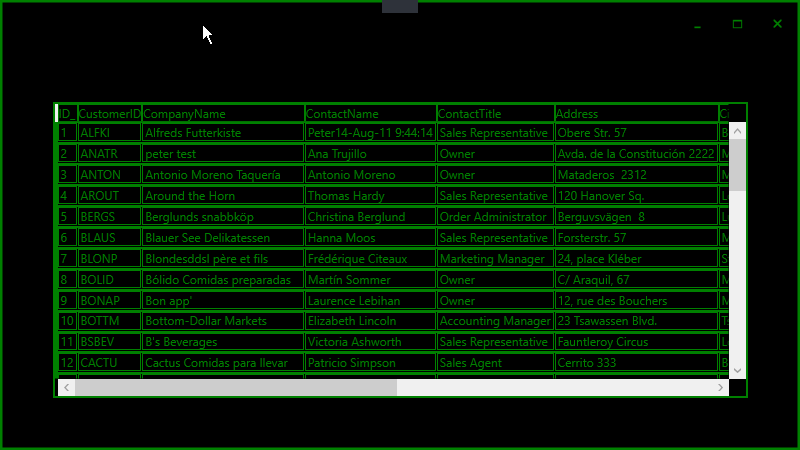 ID_ CustomerID CompanyName ContactName ContactTitle Address
1 ALFKI Alfreds Futterkiste Peter14-Aug-11 9:44:14 Sales Representative Obere Str. 57 B
2 ANATR peter test Ana Trujillo Owner Avda. de la Constitución 2222 M
3 ANTON Antonio Moreno Taquería Antonio Moreno Owner Mataderos 2312 M
4 AROUT Around the Horn Thomas Hardy Sales Representative 120 Hanover Sq. L
5 BERGS Berglunds snabbköp Christina Berglund Order Administrator Berguvsvägen 8 L
6 BLAUS Blauer See Delikatessen Hanna Moos Sales Representative Forsterstr. 57 M
7 BLONP Blondesddsl père et fils Frédérique Citeaux Marketing Manager 24, place Kléber S
8 BOLID Bólido Comidas preparadas Martín Sommer Owner C/ Araquil, 67 M
9 BONAP Bon app' Laurence Lebihan Owner 12, rue des Bouchers M
10 BOTTM Bottom-Dollar Markets Elizabeth Lincoln Accounting Manager 23 Tsawassen Blvd. T
11 BSBEV B's Beverages Victoria Ashworth Sales Representative Fauntleroy Circus L
12 CACTU Cactus Comidas para llevar Patricio Simpson Sales Agent Cerrito 333 B